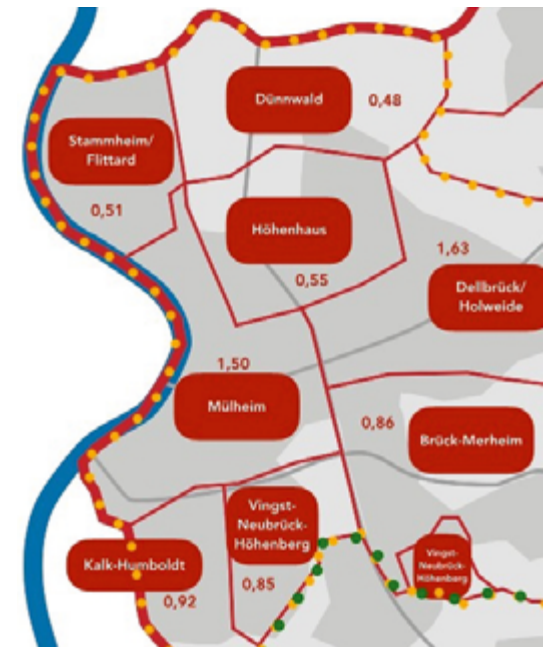 Dünnwald
0,48
Stammheim/
Flittard
0,51
Höhenhaus
0,55
1,63
Dellbrück/
Holweide
1,50
Mülheim
0,86
Brück-Merheim
Vingst-
Neubrück-
Höhenberg
0,85
Kalk-Humboldt
0,92
Vingst-
Neubrück-
Höhenberg